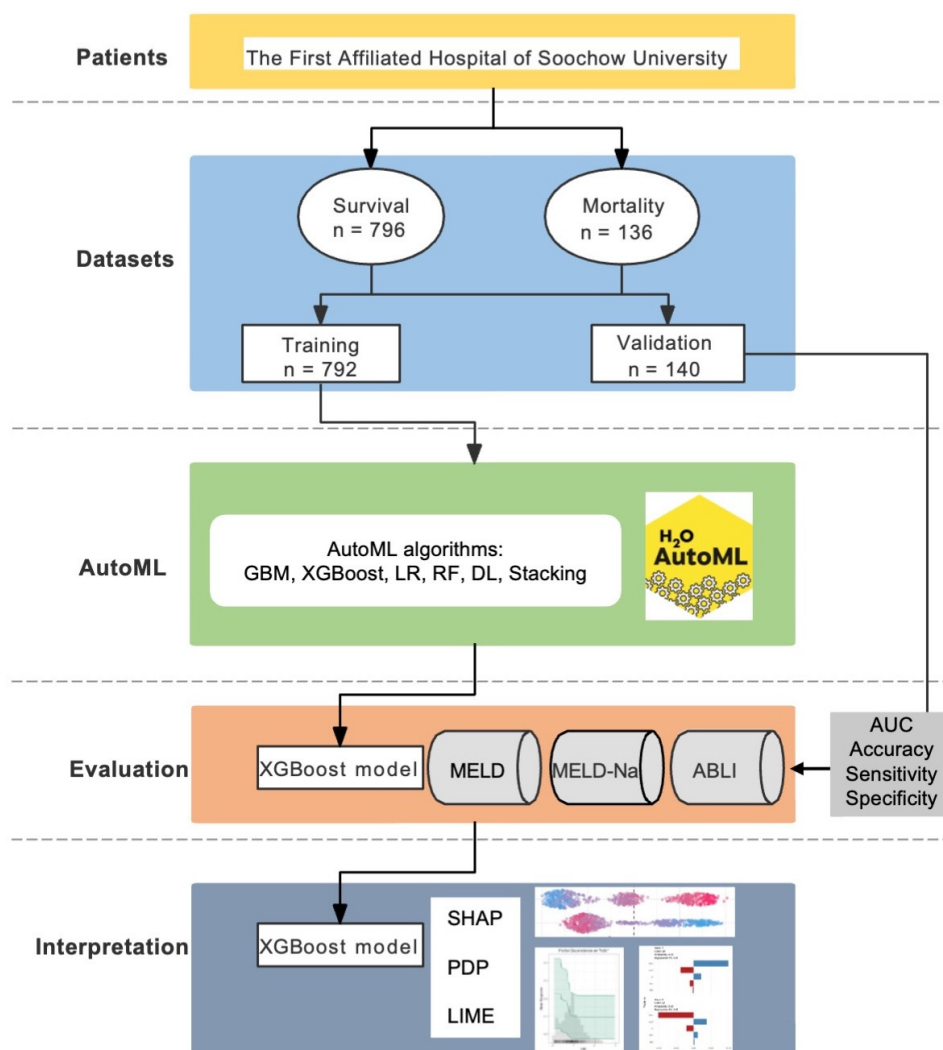 Patients
The First Affiliated Hospital of Soochow University
Datasets
Survival
n = 796
Mortality
n = 136
Training
n = 792
Validation
n = 140
AutoML
AutoML algorithms:
GBM, XGBoost, LR, RF, DL, Stacking
H2O
AutoML
Evaluation
XGBoost model
MELD
MELD-Na
ABLI
AUC
Accuracy
Sensitivity
Specificity
Interpretation
XGBoost model
SHAP
PDP
LIME